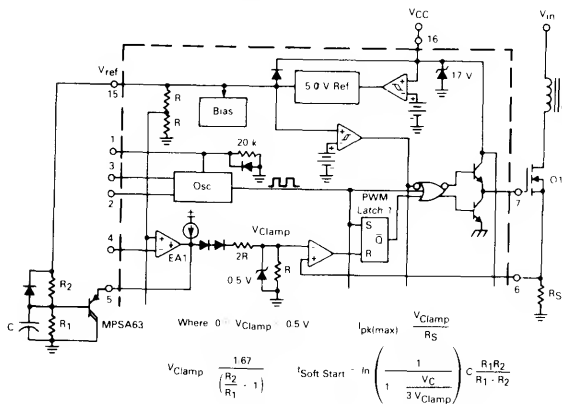 VCC
Vin
16
Vref
15
R
R
Bias
5.0 V Ref
17 V
1
20 k
3
2
Osc
PWM
Latch 1
S
Q̅
R
7
Q1
4
EA1
VClamp
2R
0.5 V
R
6
RS
R2
5
C
R1
MPSA63
Where 0 VClamp 0.5 V
Ipk(max) VClamp
RS
VClamp 1.67
(R2
R1 · 1)
tSoft Start - ln (1
1 VC
3 VClamp) C R1R2
R1 · R2